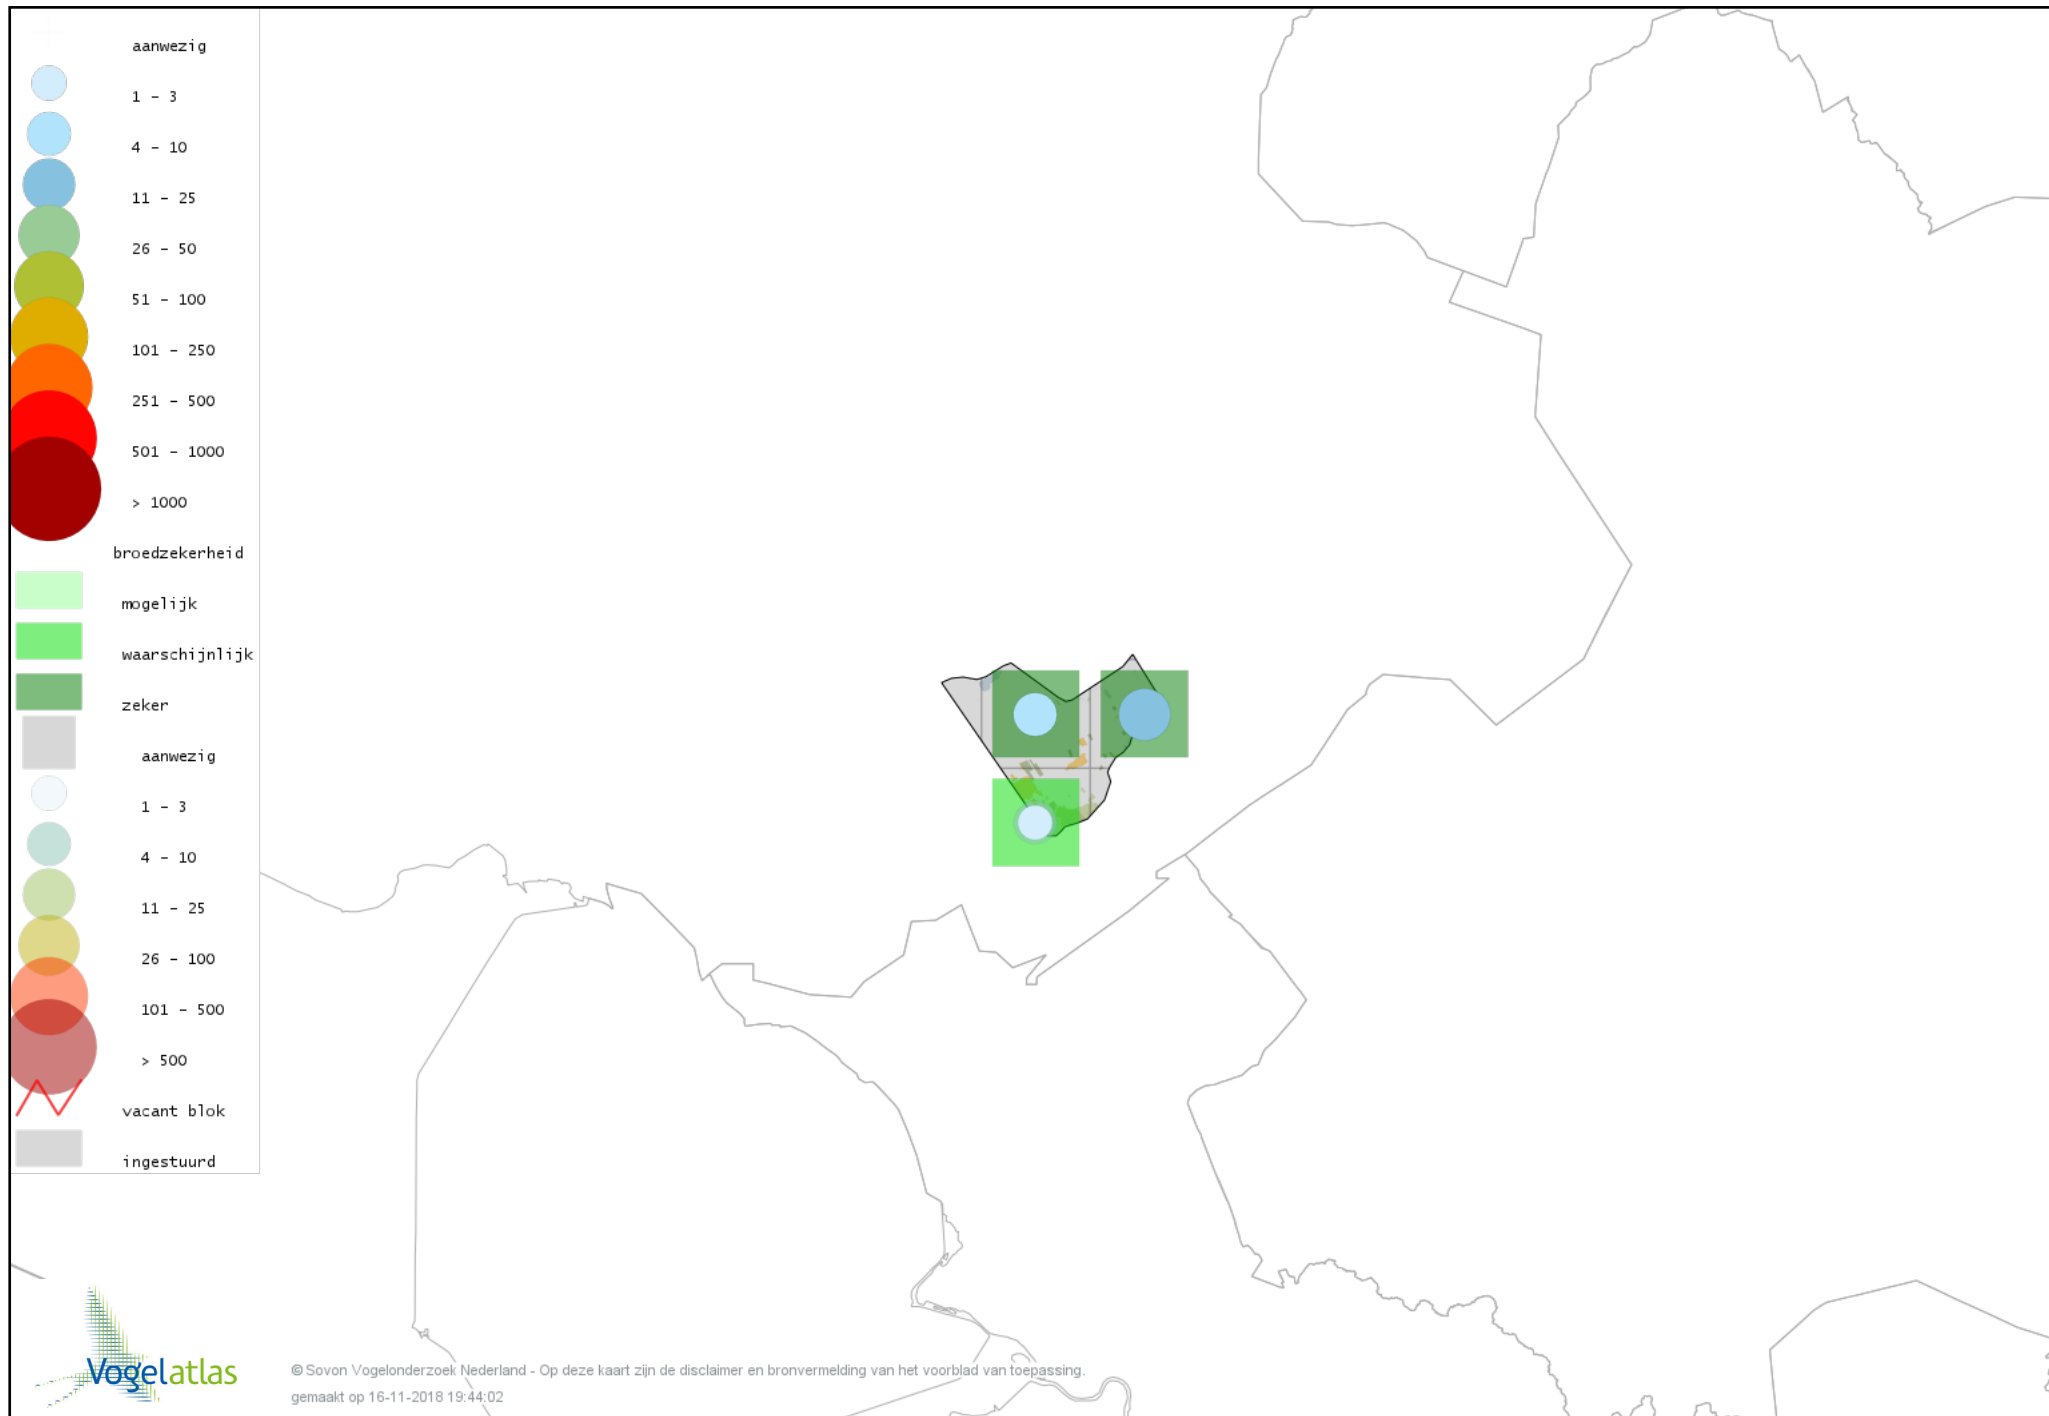 aanwezig
1 - 3
4 - 10
11 - 25
26 - 50
51 - 100
101 - 250
251 - 500
501 - 1000
> 1000
broedzekerheid
mogelijk
waarschijnlijk
zeker
aanwezig
1 - 3
4 - 10
11 - 25
26 - 100
101 - 500
> 500
vacant blok
ingestuurd
Vogelatlas
© Sovon Vogelonderzoek Nederland - Op deze kaart zijn de disclaimer en bronvermelding van het voorblad van toepassing.
gemaakt op 16-11-2018 19:44:02